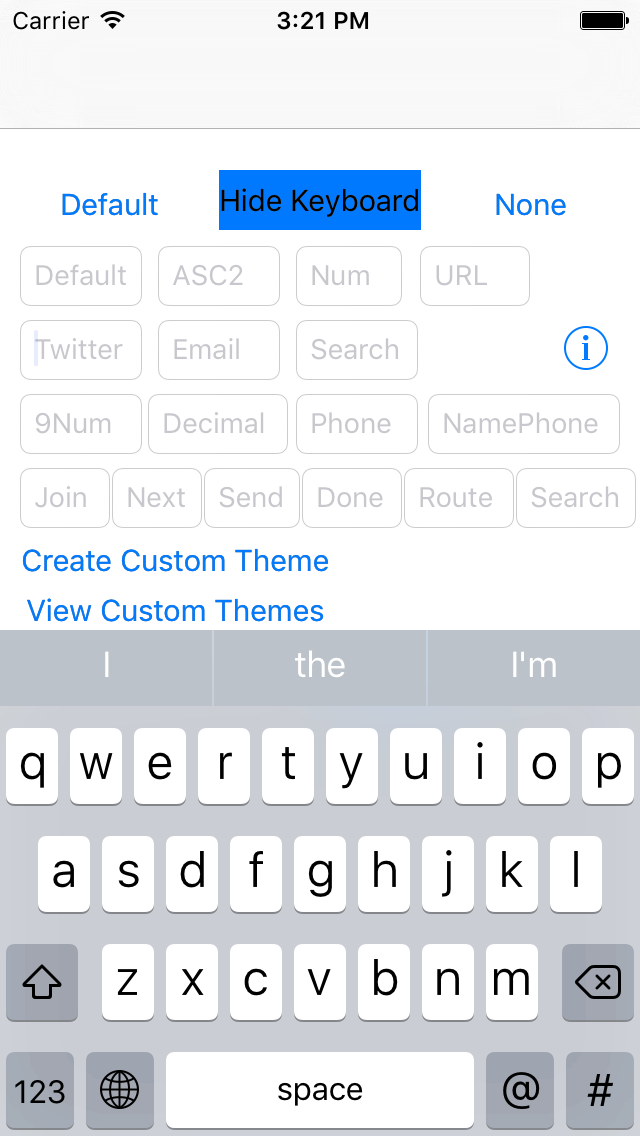 Carrier 3:21 PM
Default Hide Keyboard None
Default ASC2 Num URL
Twitter Email Search i
9Num Decimal Phone NamePhone
Join Next Send Done Route Search
Create Custom Theme
View Custom Themes
I the I'm
q w e r t y u i o p
a s d f g h j k l
z x c v b n m
123 space @ #